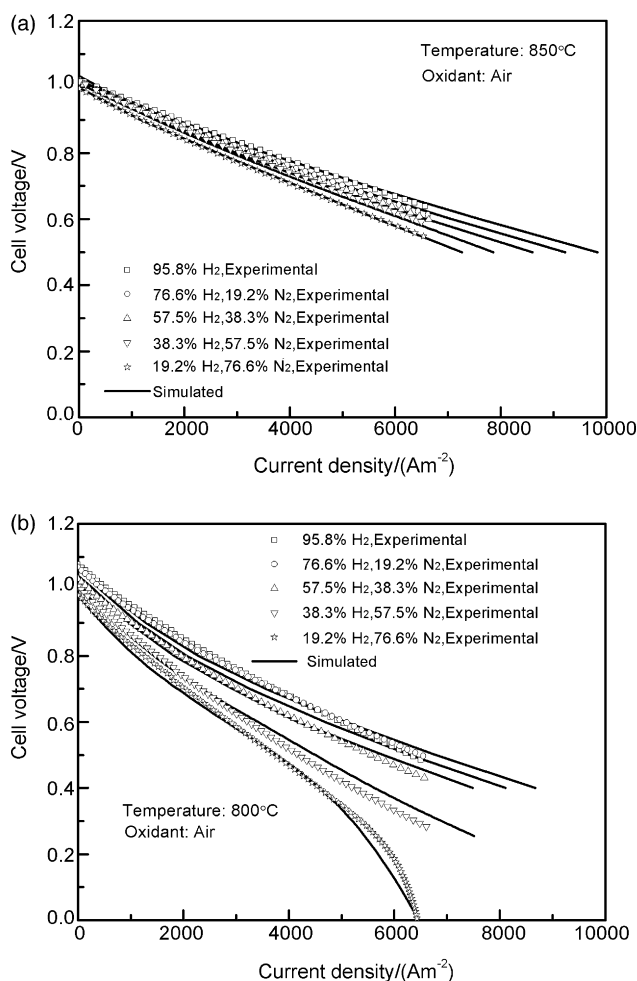 (a)
1.2
1.0
0.8
0.6
0.4
0.2
0.0
Cell voltage/V
Temperature: 850°C
Oxidant: Air
95.8% H2,Experimental
76.6% H2,19.2% N2,Experimental
57.5% H2,38.3% N2,Experimental
38.3% H2,57.5% N2,Experimental
19.2% H2,76.6% N2,Experimental
Simulated
0 2000 4000 6000 8000 10000
Current density/(Am-2)
(b)
1.2
1.0
0.8
0.6
0.4
0.2
0.0
Cell voltage/V
95.8% H2,Experimental
76.6% H2,19.2% N2,Experimental
57.5% H2,38.3% N2,Experimental
38.3% H2,57.5% N2,Experimental
19.2% H2,76.6% N2,Experimental
Simulated
Temperature: 800°C
Oxidant: Air
0 2000 4000 6000 8000 10000
Current density/(Am-2)